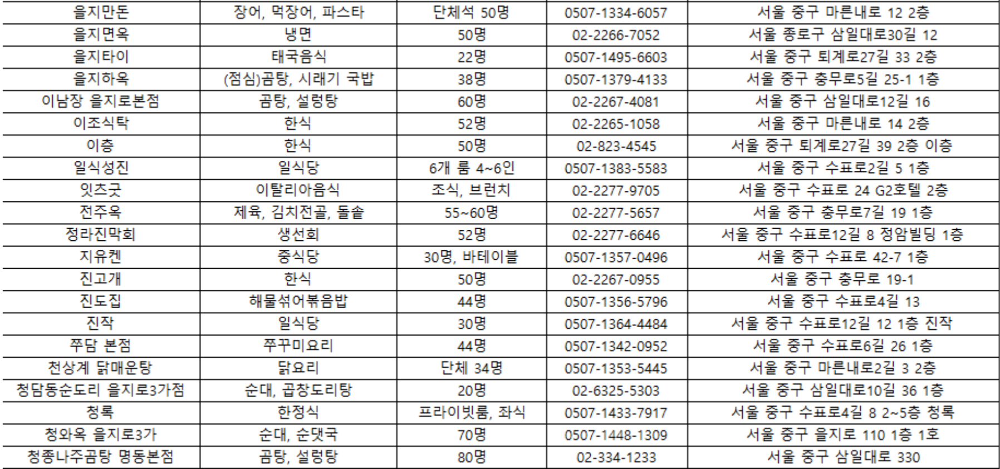 을지만돈 장어, 먹장어, 파스타 단체석 50명 0507-1334-6057 서울 중구 마른내로 12 2층
을지면옥 냉면 50명 02-2266-7052 서울 종로구 삼일대로30길 12
을지타이 태국음식 22명 0507-1495-6603 서울 중구 퇴계로27길 33 2층
을지하옥 (점심)곰탕, 시래기 국밥 38명 0507-1379-4133 서울 중구 충무로5길 25-1 1층
이남장 을지로본점 곰탕, 설렁탕 60명 02-2267-4081 서울 중구 삼일대로12길 16
이조식탁 한식 52명 02-2265-1058 서울 중구 마른내로 14 2층
이층 한식 50명 02-823-4545 서울 중구 퇴계로27길 39 2층 이층
일식성진 일식당 6개 룸 4~6인 0507-1383-5583 서울 중구 수표로2길 5 1층
잇츠굿 이탈리아음식 조식, 브런치 02-2277-9705 서울 중구 수표로 24 G2호텔 2층
전주옥 제육, 김치전골, 돌솥 55~60명 02-2277-5657 서울 중구 충무로7길 19 1층
정라진막회 생선회 52명 02-2277-6646 서울 중구 수표로12길 8 정암빌딩 1층
지유켄 중식당 30명, 바테이블 0507-1357-0496 서울 중구 수표로 42-7 1층
진고개 한식 50명 02-2267-0955 서울 중구 충무로 19-1
진도집 해물섞어볶음밥 44명 0507-1356-5796 서울 중구 수표로4길 13
진작 일식당 30명 0507-1364-4484 서울 중구 수표로12길 12 1층 진작
쭈담 본점 쭈꾸미요리 44명 0507-1342-0952 서울 중구 수표로6길 26 1층
천상계 닭매운탕 닭요리 단체 34명 0507-1353-5445 서울 중구 마른내로2길 3 2층
청담동순도리 을지로3가점 순대, 곱창도리탕 20명 02-6325-5303 서울 중구 삼일대로10길 36 1층
청록 한정식 프라이빗룸, 좌식 0507-1433-7917 서울 중구 수표로4길 8 2~5층 청록
청와옥 을지로3가 순대, 순댓국 70명 0507-1448-1309 서울 중구 을지로 110 1층 1호
청종나주곰탕 명동본점 곰탕, 설렁탕 80명 02-334-1233 서울 중구 삼일대로 330